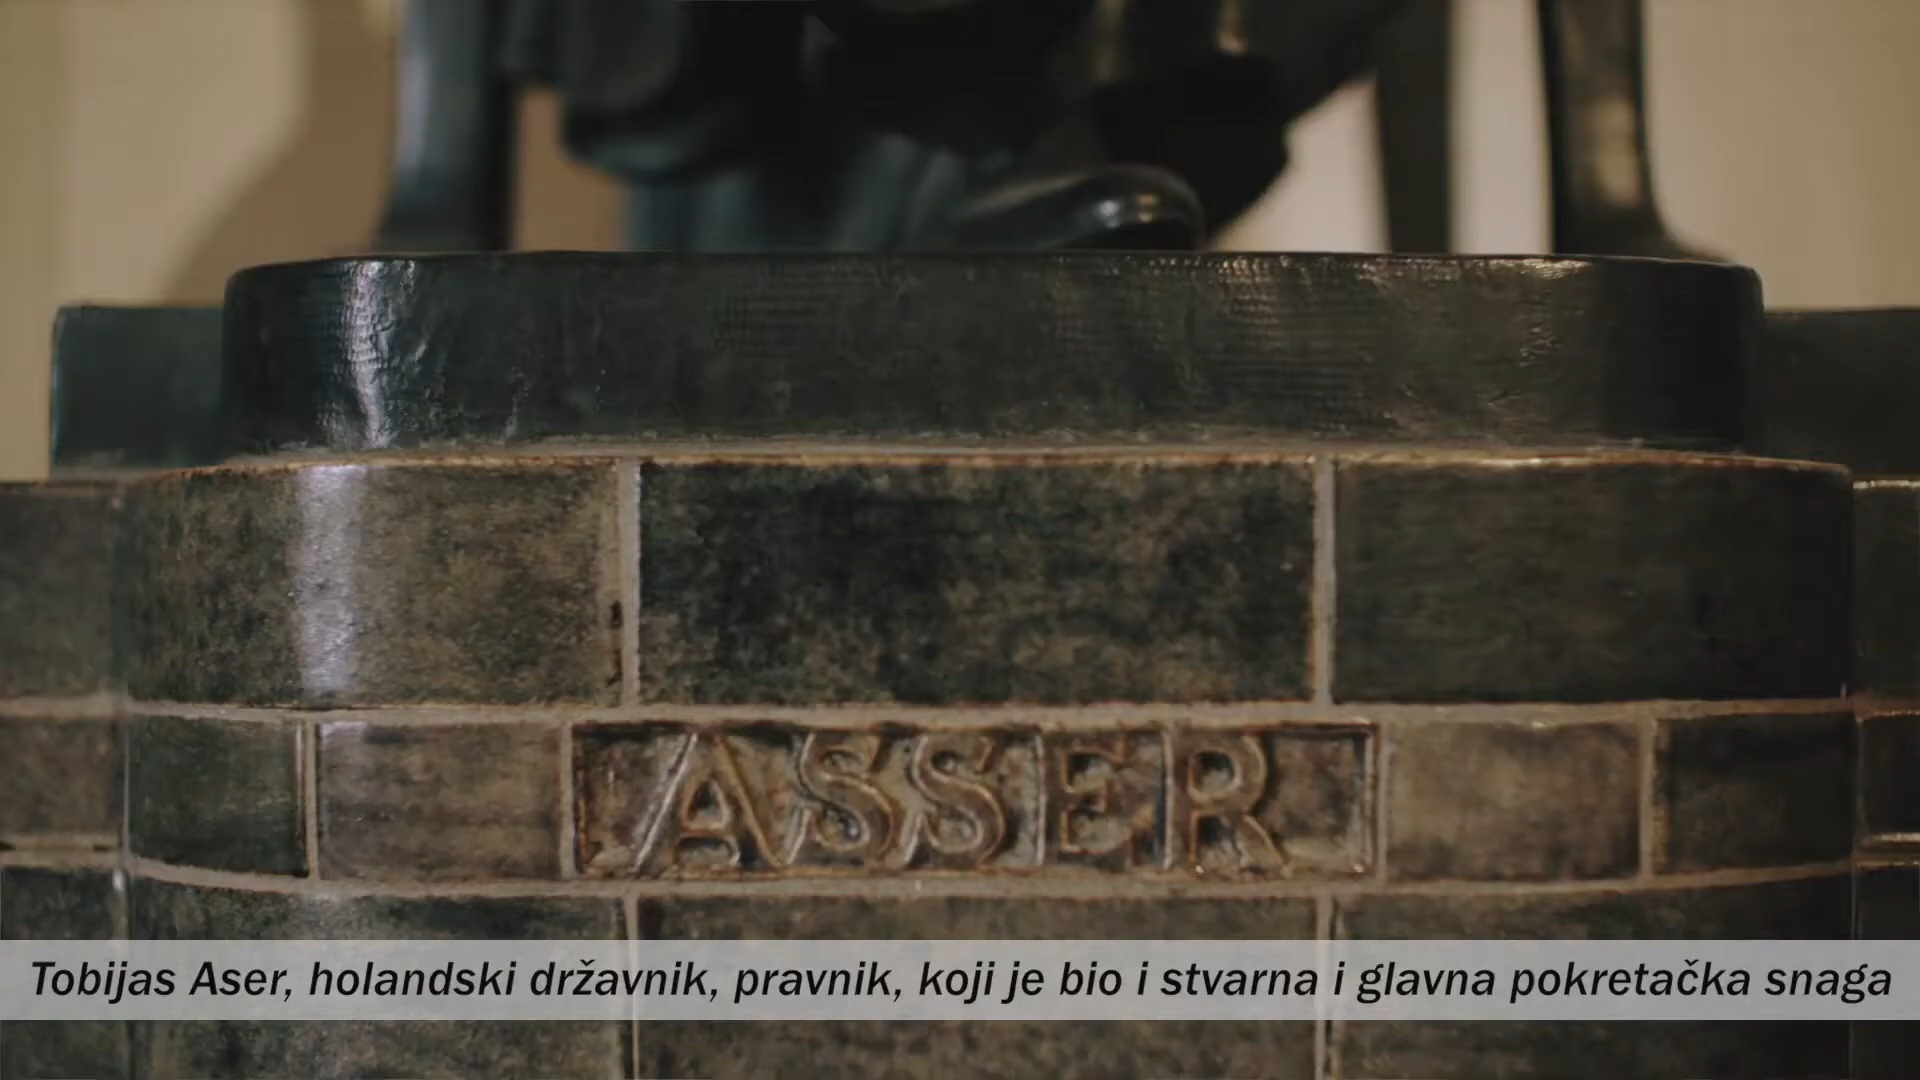 ASSER
Tobijas Aser, holandski državnik, pravnik, koji je bio i stvarna i glavna pokretačka snaga